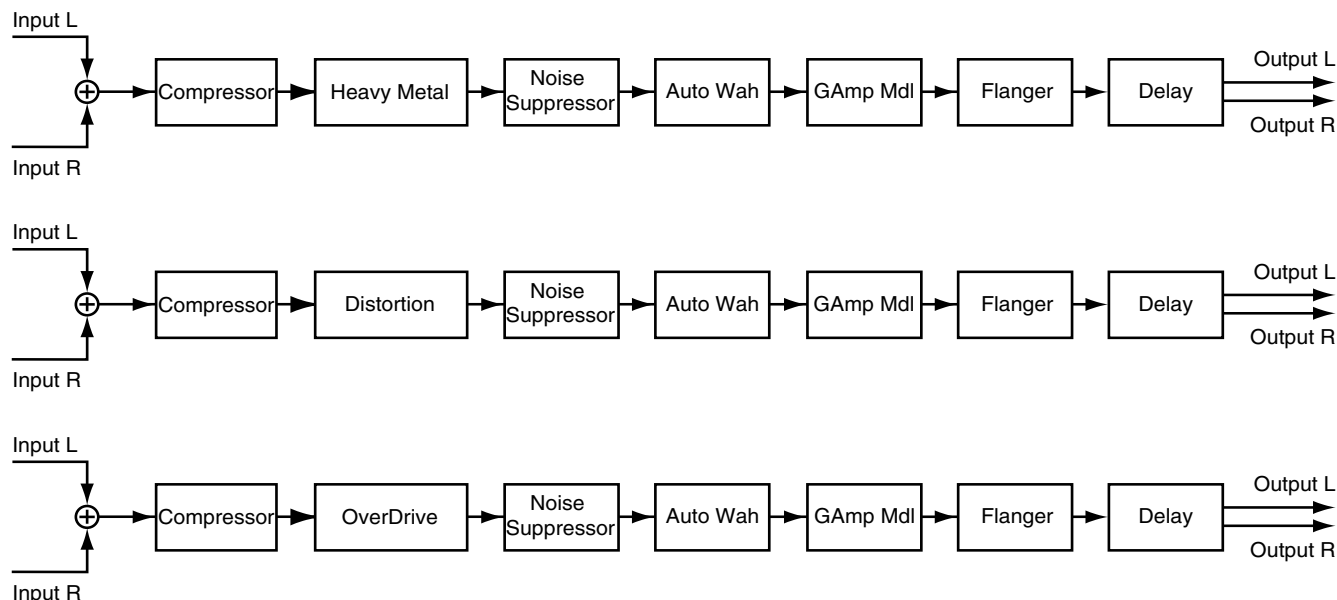 Input L
Compressor
Heavy Metal
Noise
Suppressor
Auto Wah
GAmp Mdl
Flanger
Delay
Output L
Output R
Input R
Input L
Compressor
Distortion
Noise
Suppressor
Auto Wah
GAmp Mdl
Flanger
Delay
Output L
Output R
Input R
Input L
Compressor
OverDrive
Noise
Suppressor
Auto Wah
GAmp Mdl
Flanger
Delay
Output L
Output R
Input R